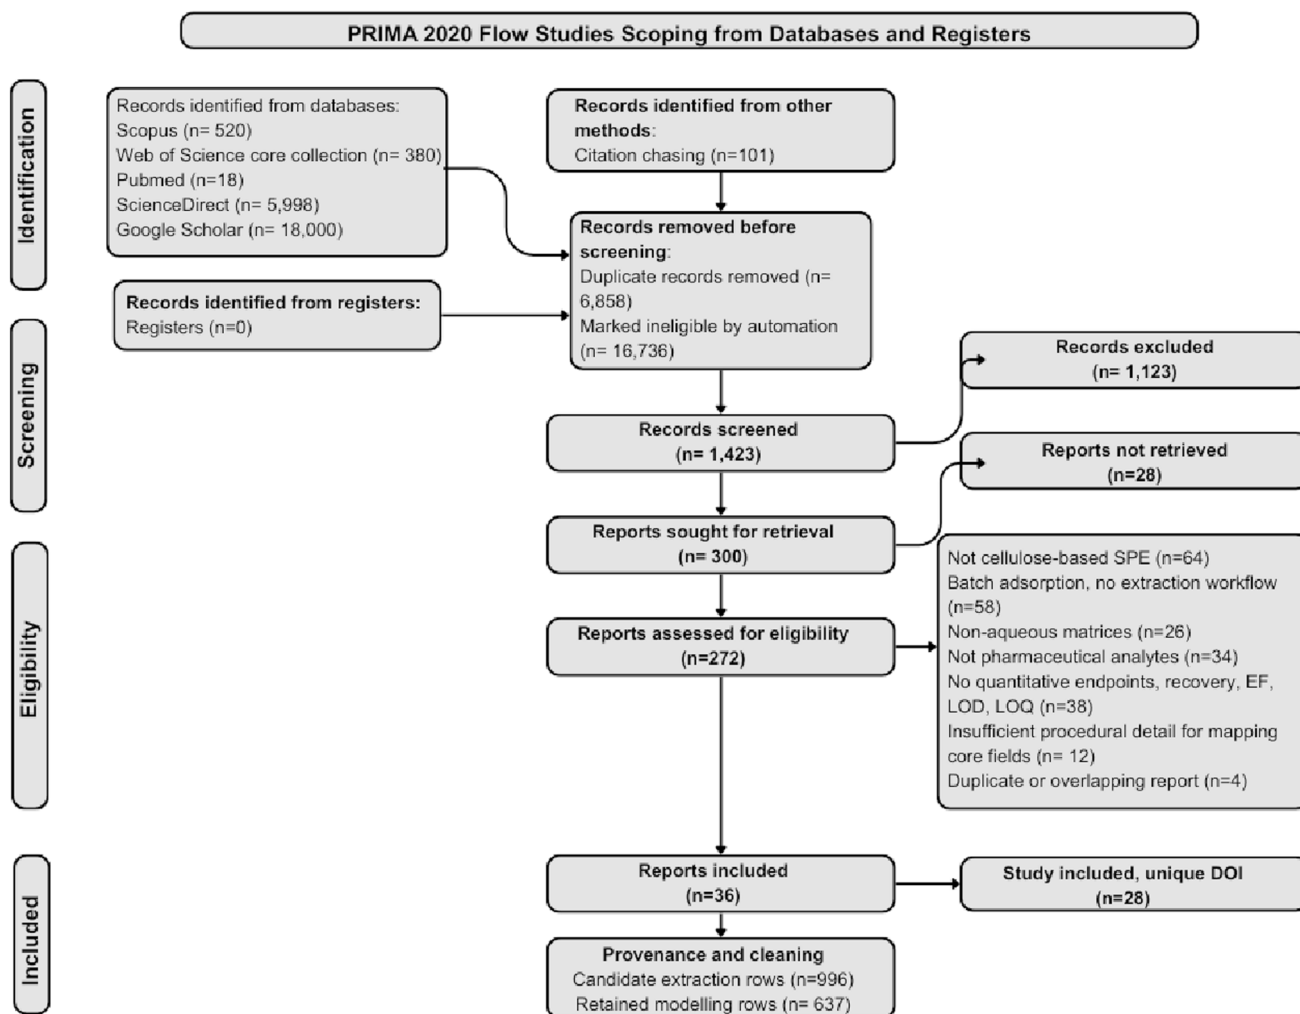 PRIMA 2020 Flow Studies Scoping from Databases and Registers
Identification
Records identified from databases:
Scopus (n= 520)
Web of Science core collection (n= 380)
Pubmed (n=18)
ScienceDirect (n= 5,998)
Google Scholar (n= 18,000)
Records identified from other
methods:
Citation chasing (n=101)
Records identified from registers:
Registers (n=0)
Records removed before
screening:
Duplicate records removed (n=
6,858)
Marked ineligible by automation
(n= 16,736)
Screening
Records screened
(n= 1,423)
Records excluded
(n= 1,123)
Reports sought for retrieval
(n= 300)
Reports not retrieved
(n=28)
Eligibility
Reports assessed for eligibility
(n=272)
Not cellulose-based SPE (n=64)
Batch adsorption, no extraction workflow
(n=58)
Non-aqueous matrices (n=26)
Not pharmaceutical analytes (n=34)
No quantitative endpoints, recovery, EF,
LOD, LOQ (n=38)
Insufficient procedural detail for mapping
core fields (n= 12)
Duplicate or overlapping report (n=4)
Included
Reports included
(n=36)
Study included, unique DOI
(n=28)
Provenance and cleaning
Candidate extraction rows (n=996)
Retained modelling rows (n= 637)